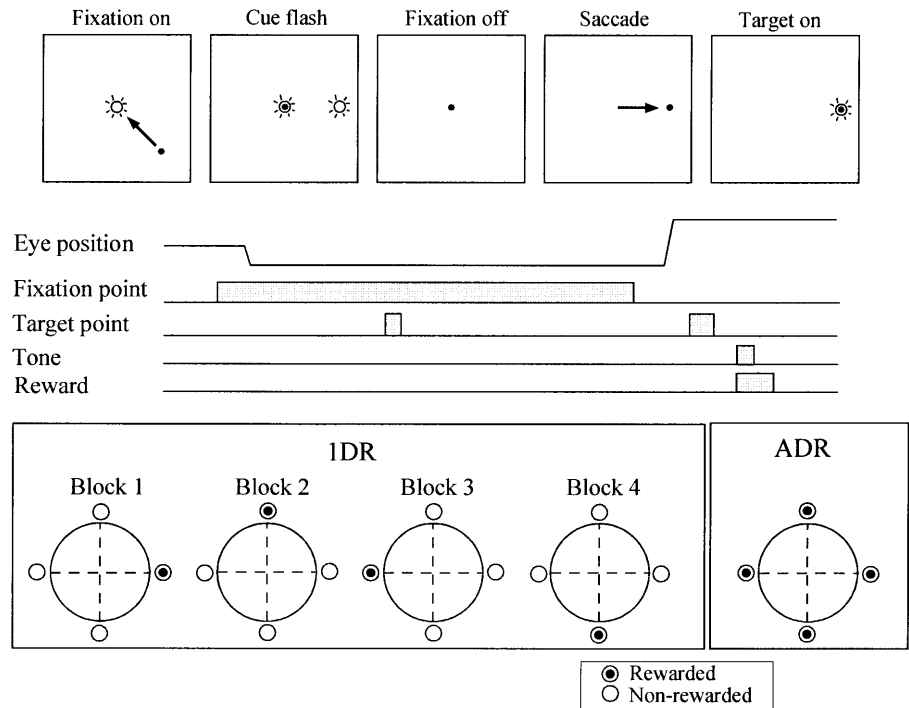 Fixation on Cue flash Fixation off Saccade Target on
Eye position
Fixation point
Target point
Tone
Reward
1DR
ADR
Block 1 Block 2 Block 3 Block 4
Rewarded
Non-rewarded